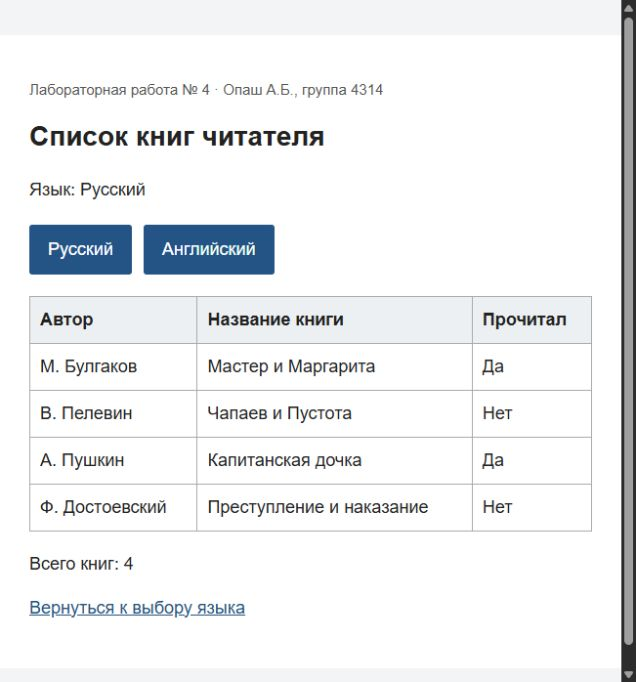 Лабораторная работа № 4 · Опаш А.Б., группа 4314
Список книг читателя
Язык: Русский
Русский Английский
Автор Название книги Прочитал
М. Булгаков Мастер и Маргарита Да
В. Пелевин Чапаев и Пустота Нет
А. Пушкин Капитанская дочка Да
Ф. Достоевский Преступление и наказание Нет
Всего книг: 4
Вернуться к выбору языка